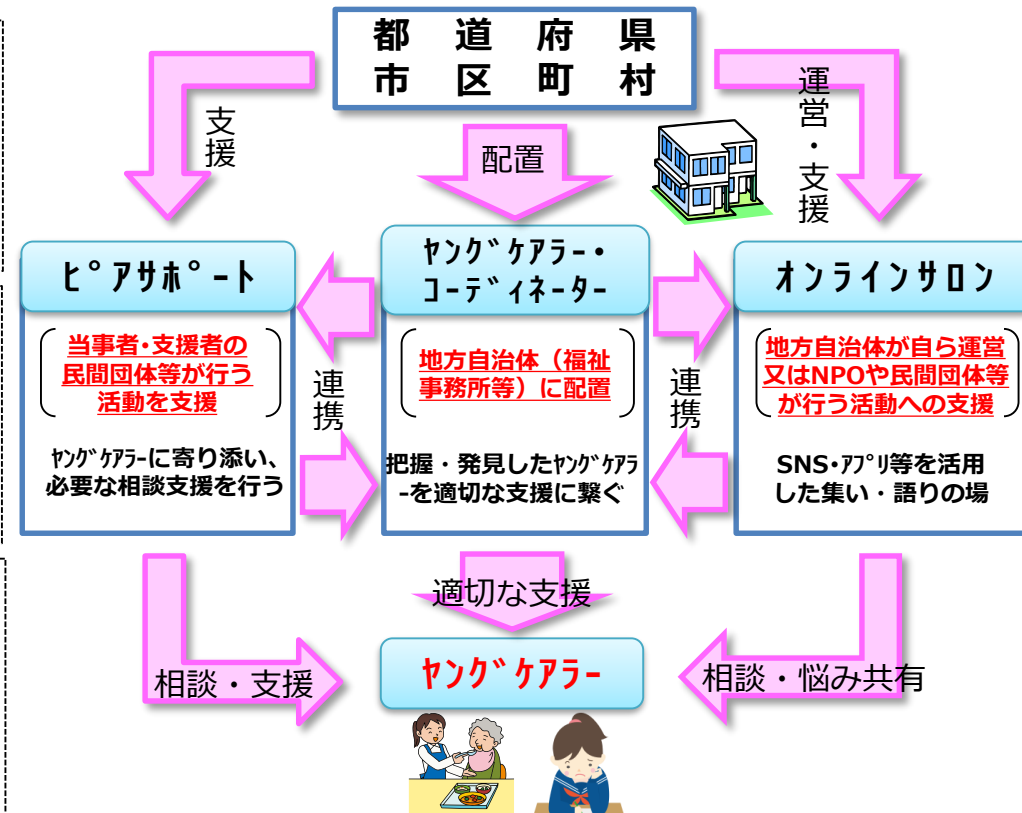 都道府県
市区町村
支援
配置
運営・支援
ﾋﾟｱｻﾎﾟｰﾄ
当事者・支援者の
民間団体等が行う
活動を支援
ﾔﾝｸﾞｹｱﾗｰに寄り添い、
必要な相談支援を行う
連携
ﾔﾝｸﾞｹｱﾗｰ・
ｺｰﾃﾞｨﾈｰﾀｰ
地方自治体（福祉
事務所等）に配置
把握・発見したﾔﾝｸﾞｹｱﾗ
ｰを適切な支援に繋ぐ
連携
オンラインサロン
地方自治体が自ら運営
又はNPOや民間団体等
が行う活動への支援
SNS・ｱﾌﾟﾘ等を活用
した集い・語りの場
相談・支援
適切な支援
相談・悩み共有
ﾔﾝｸﾞｹｱﾗｰ